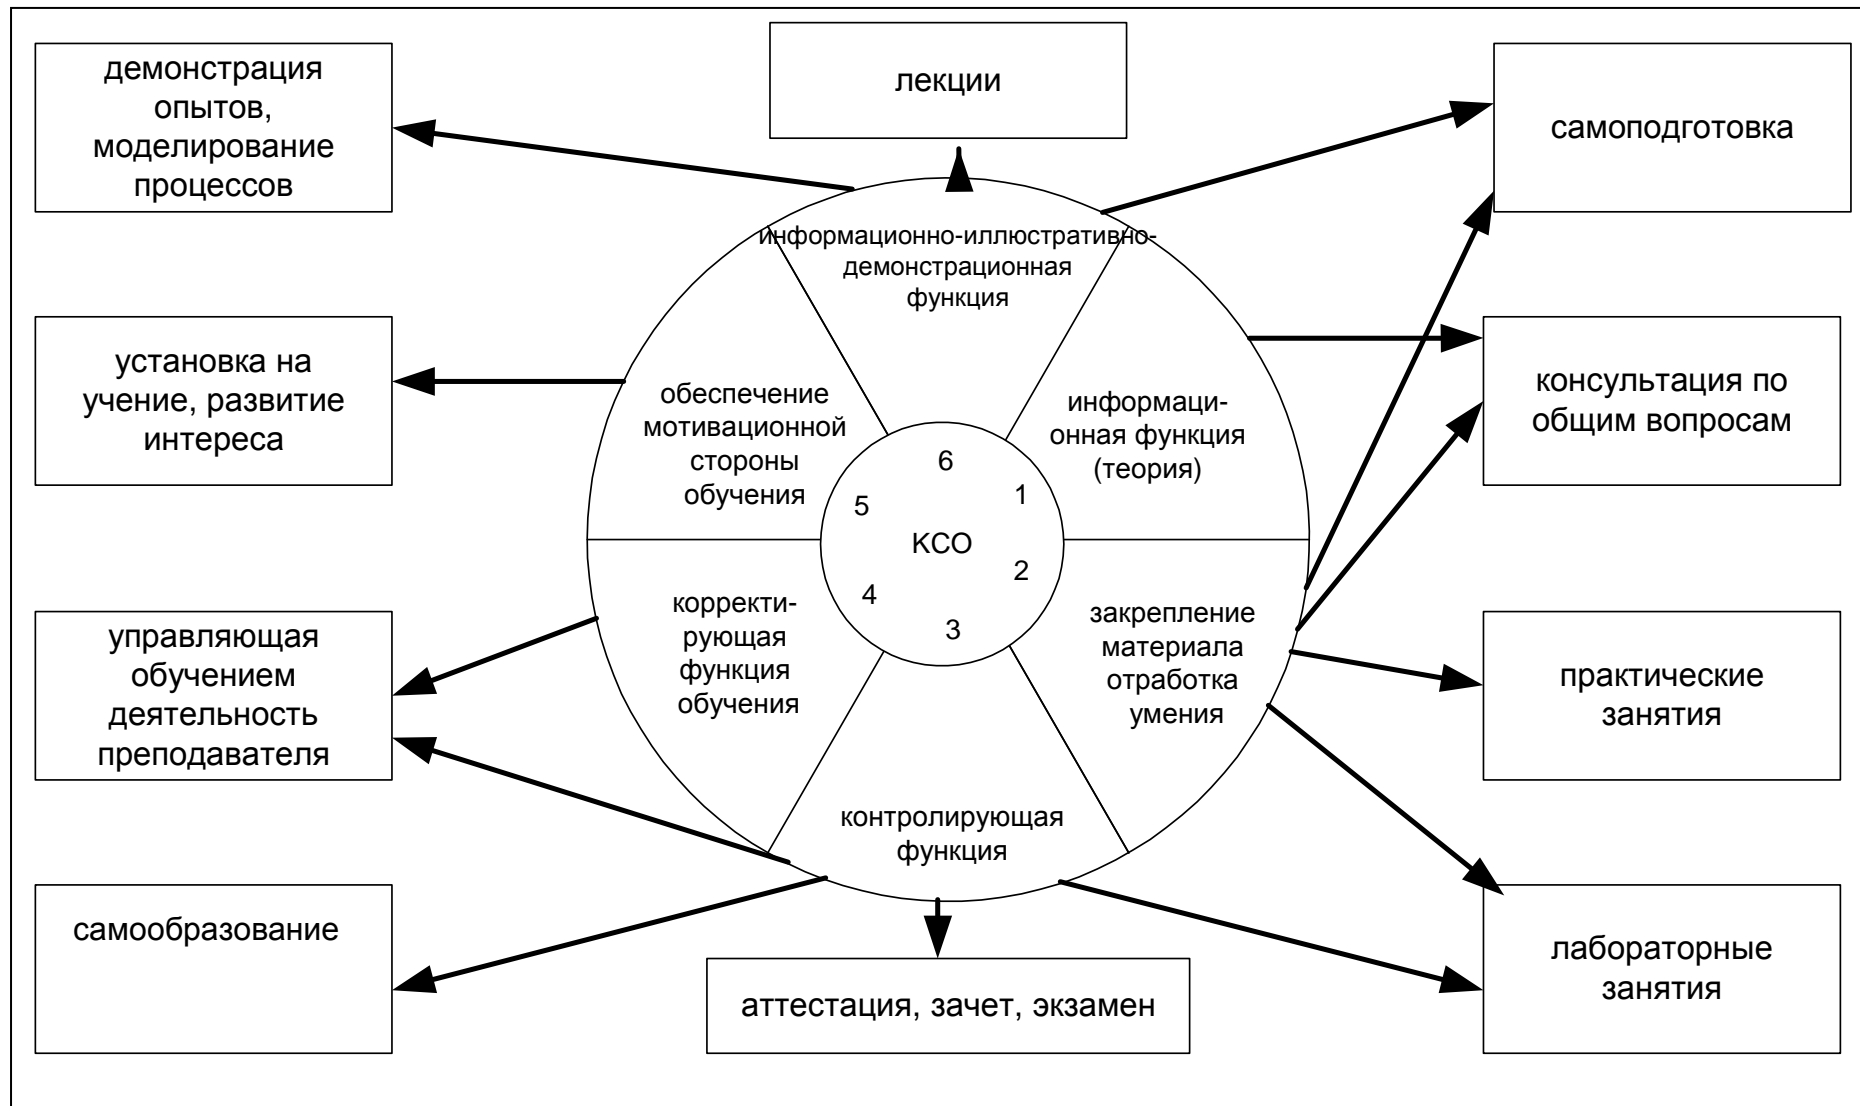 демонстрация
опытов,
моделирование
процессов
лекции
самоподготовка
информационно-иллюстративно-
демонстрационная
функция
установка на
учение, развитие
интереса
обеспечение
мотивационной
стороны
обучения
информаци-
онная функция
(теория)
консультация по
общим вопросам
6
1
5
КСО
2
4
3
управляющая
обучением
деятельность
преподавателя
корректи-
рующая
функция
обучения
закрепление
материала
отработка
умения
практические
занятия
контролирующая
функция
самообразование
аттестация, зачет, экзамен
лабораторные
занятия